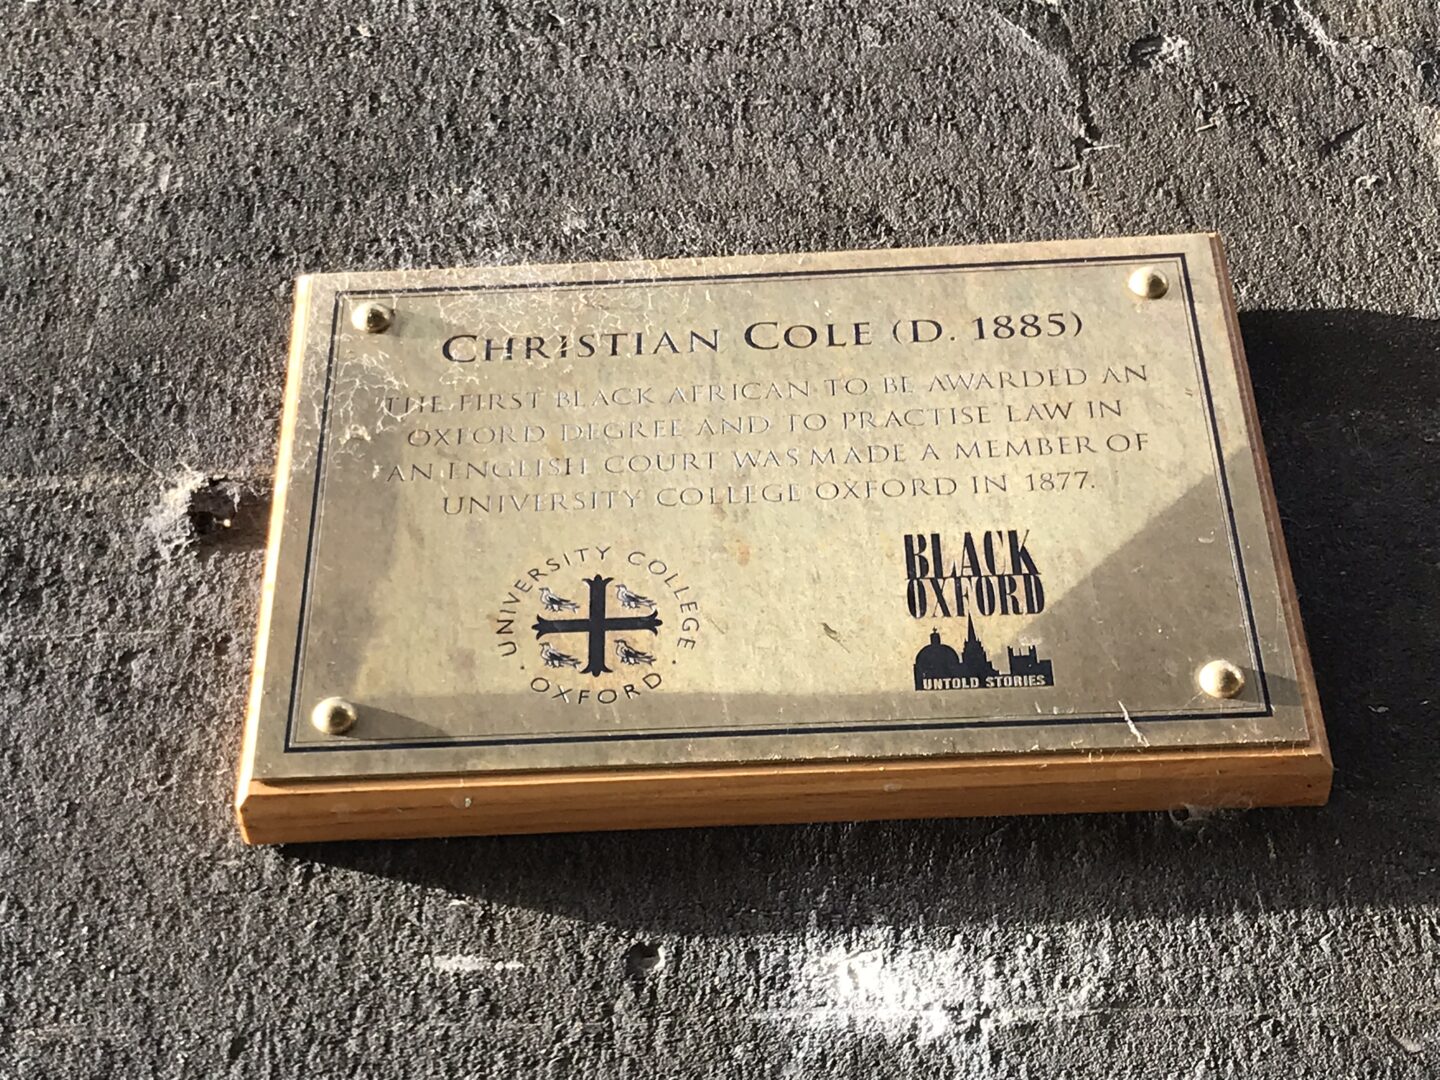 CHRISTIAN COLE (D. 1885)
THE FIRST BLACK AFRICAN TO BE AWARDED AN
OXFORD DEGREE AND TO PRACTISE LAW IN
AN ENGLISH COURT WAS MADE A MEMBER OF
UNIVERSITY COLLEGE OXFORD IN 1877.
· UNIVERSITY COLLEGE ·
OXFORD
BLACK
OXFORD
UNTOLD STORIES